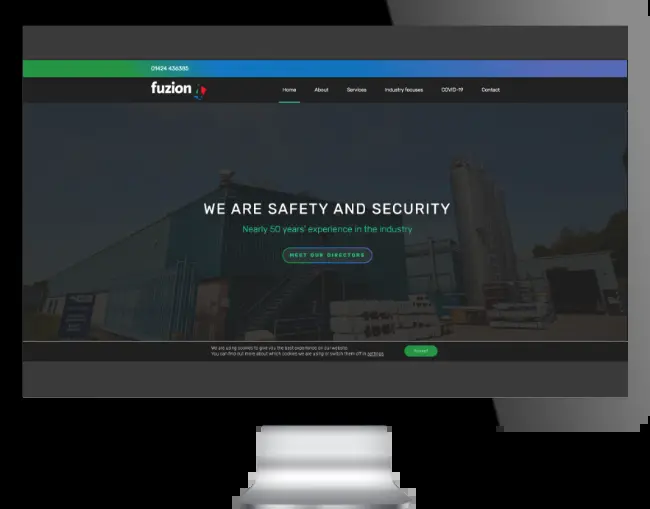 01424 436385
fuzion
Home About Services Industry focuses COVID-19 Contact
WE ARE SAFETY AND SECURITY
Nearly 50 years' experience in the industry
MEET OUR DIRECTORS
We are using cookies to give you the best experience on our website.
You can find out more about which cookies we are using or switch them off in settings.
Accept